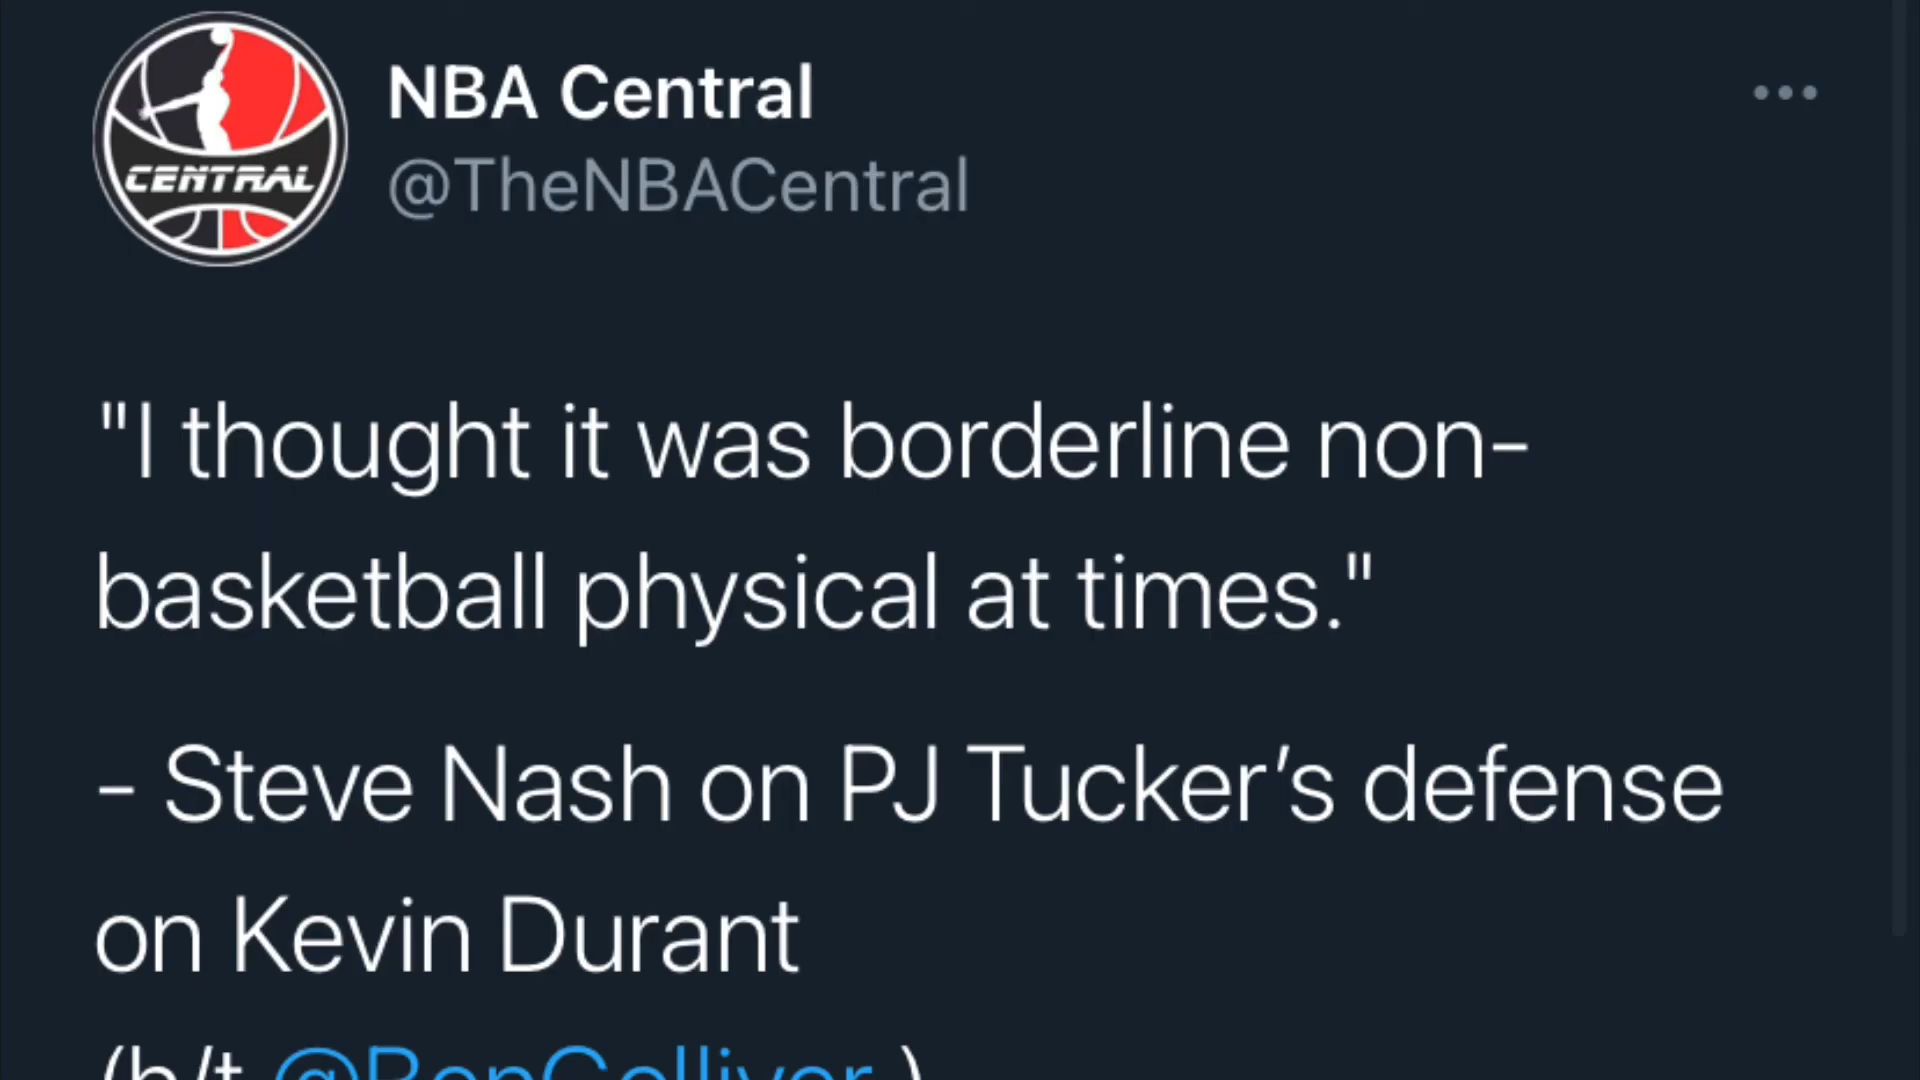 CENTRAL
NBA Central
@TheNBACentral
"I thought it was borderline non-
basketball physical at times."
- Steve Nash on PJ Tucker’s defense
on Kevin Durant
(h/t @BenGolliver )